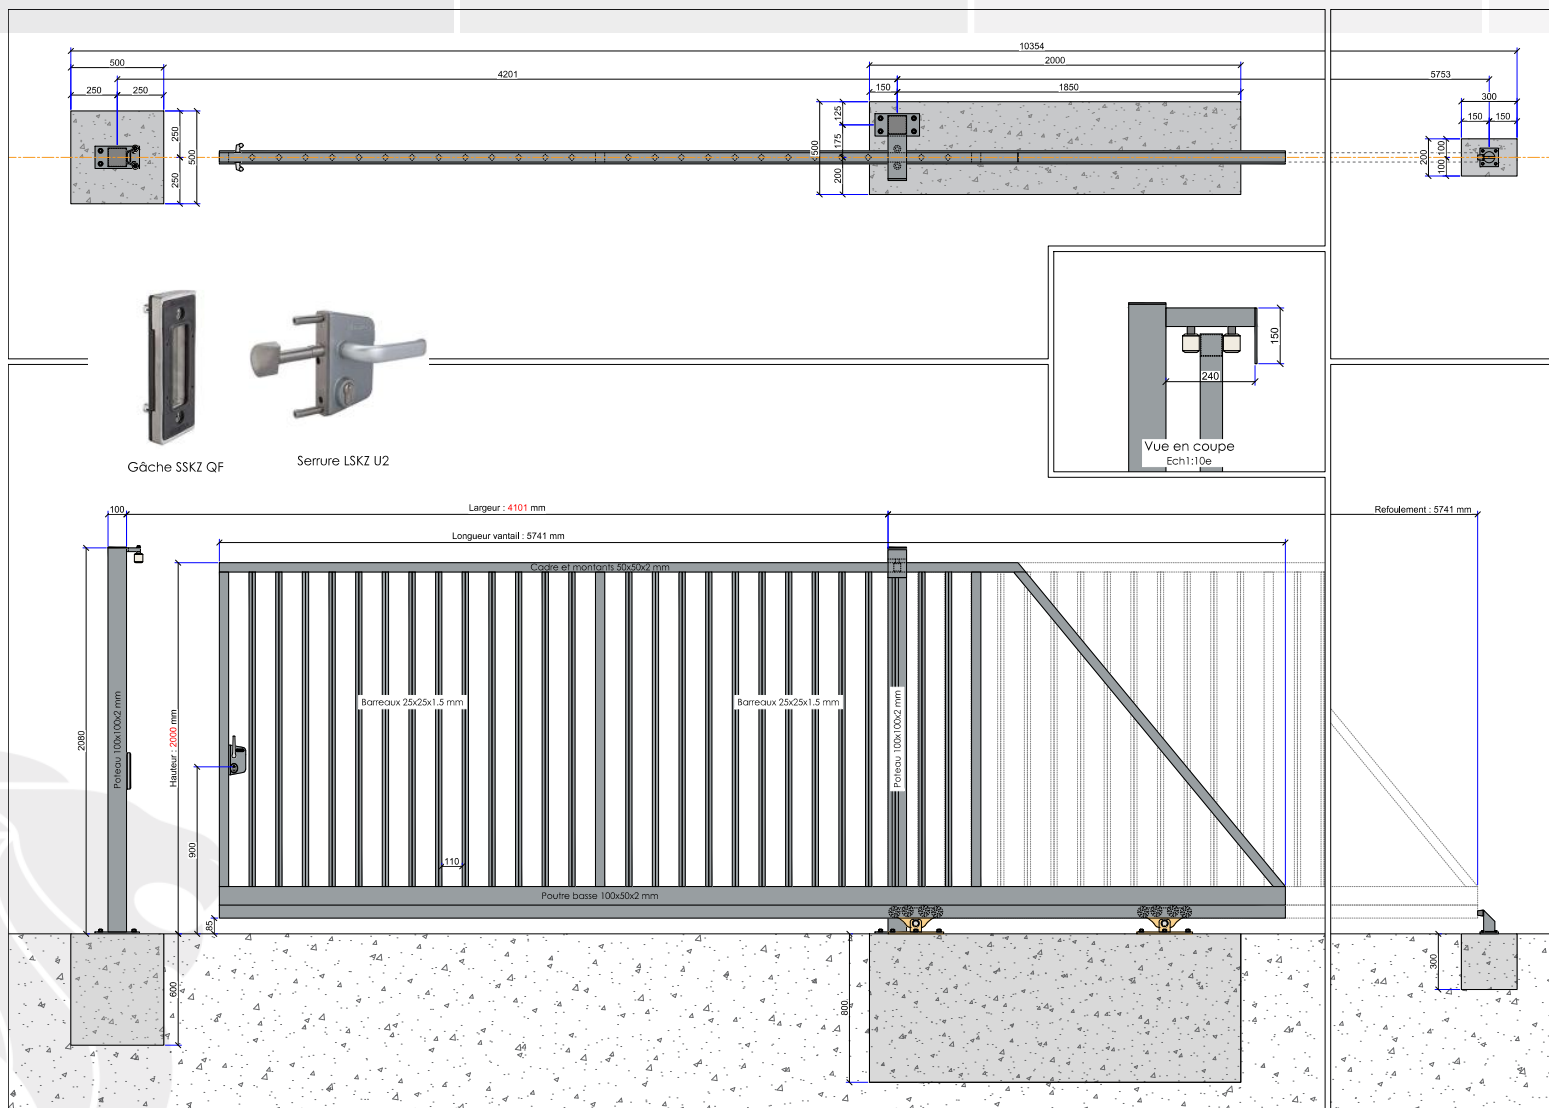 10354
500
2000
4201
5753
250
250
150
1850
300
150
150
250
500
250
125
175
500
200
200
100
100
150
240
Vue en coupe
Ech1:10e
Gâche SSKZ QF
Serrure LSKZ U2
100
Largeur : 4101 mm
Refoulement : 5741 mm
Longueur vantail : 5741 mm
Cadre et montants 50x50x2 mm
Barreaux 25x25x1.5 mm
Barreaux 25x25x1.5 mm
Poteau 100x100x2 mm
Poteau 100x100x2 mm
2080
Hauteur : 2000 mm
900
110
Poutre basse 100x50x2 mm
85
600
800
300